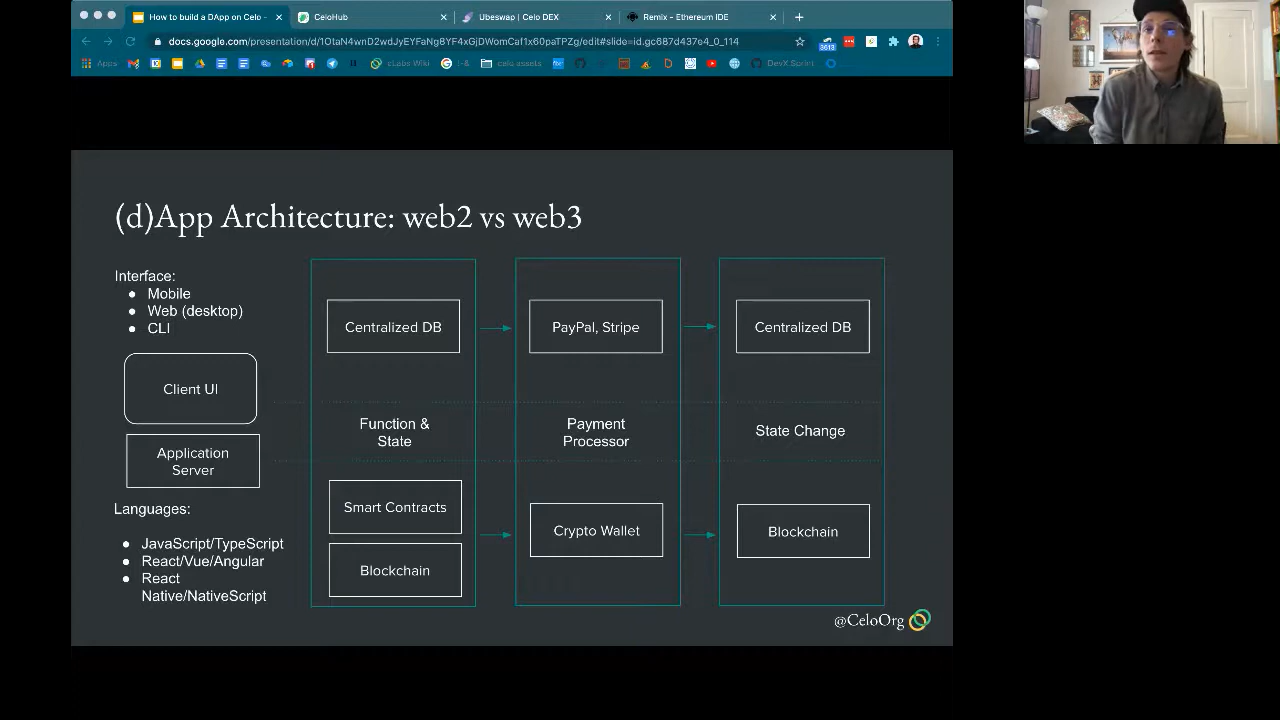 How to build a DApp on Celo -
CeloHub
Ubeswap | Celo DEX
Remix - Ethereum IDE
docs.google.com/presentation/d/1OtaN4wnD2wdJyEYFaNg8YF4xGjDWomCaf1x60paTPZg/edit#slide=id.gc687d437e4_0_114
3613
Apps
cLabs Wiki
!-&
celo assets
DevX Sprint
(d)App Architecture: web2 vs web3
Interface:
● Mobile
● Web (desktop)
● CLI
Client UI
Application
Server
Languages:
● JavaScript/TypeScript
● React/Vue/Angular
● React
Native/NativeScript
Centralized DB
PayPal, Stripe
Centralized DB
Function &
State
Payment
Processor
State Change
Smart Contracts
Blockchain
Crypto Wallet
Blockchain
@CeloOrg